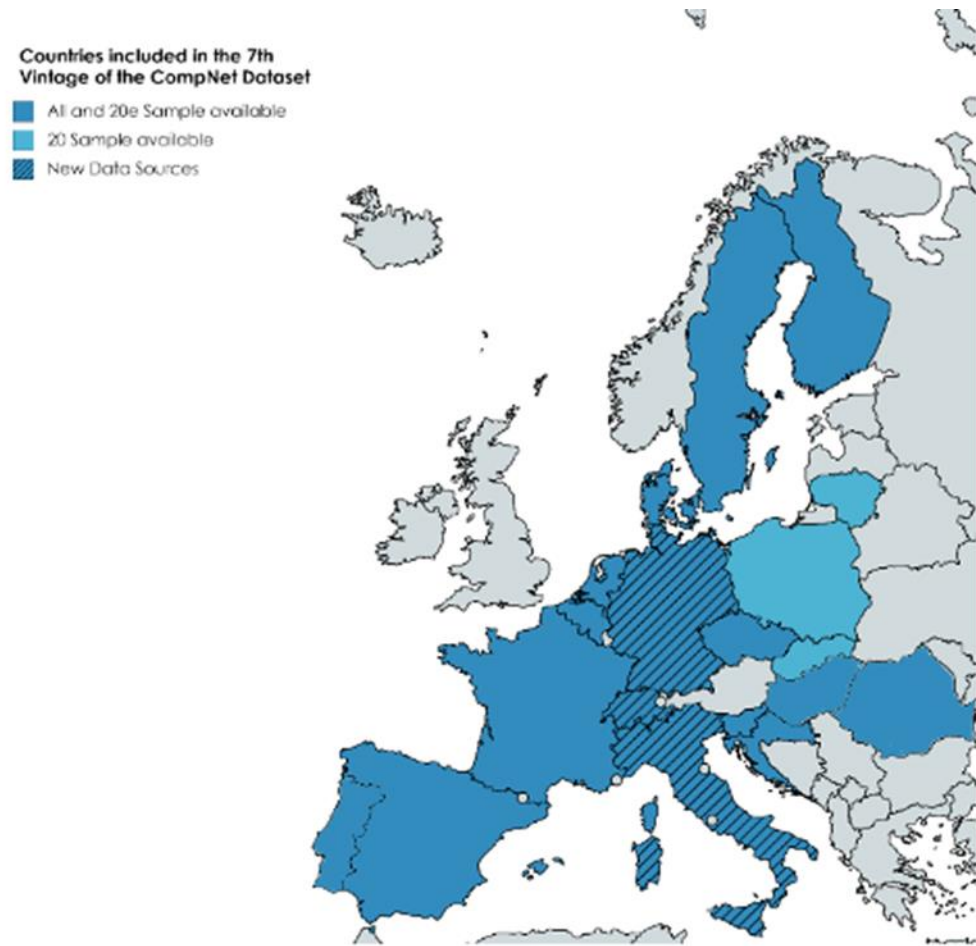 Countries included in the 7th
Vintage of the CompNet Dataset
All and 20e Sample available
20 Sample available
New Data Sources